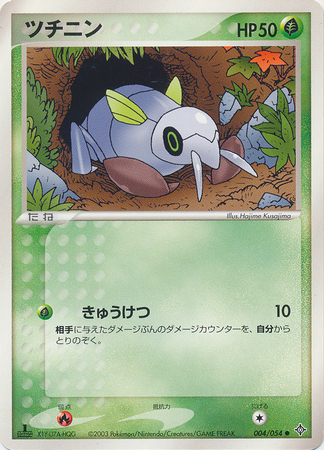 ツチニン HP50
Illus.Hajime Kusajima
たね
きゅうけつ 10
相手に与えたダメージぶんのダメージカウンターを、自分から
とりのぞく。
弱点 抵抗力 にげる
1
©2003 Pokémon/Nintendo/Creatures/GAME FREAK. 004/054 ●